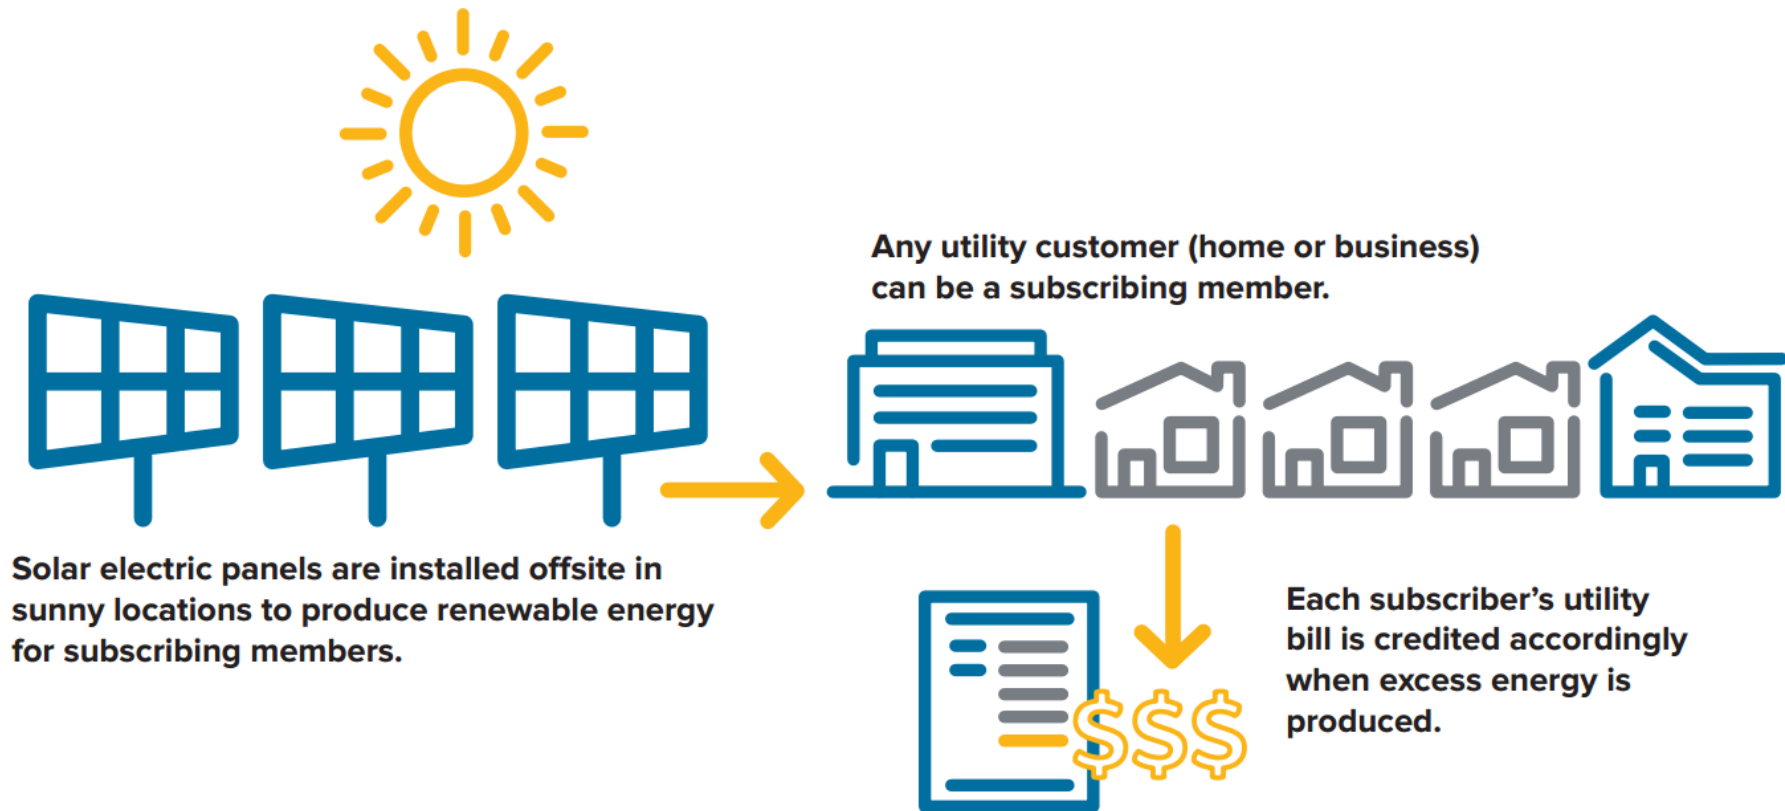 Any utility customer (home or business)
can be a subscribing member.
Solar electric panels are installed offsite in
sunny locations to produce renewable energy
for subscribing members.
Each subscriber’s utility
bill is credited accordingly
when excess energy is
produced.
$$$